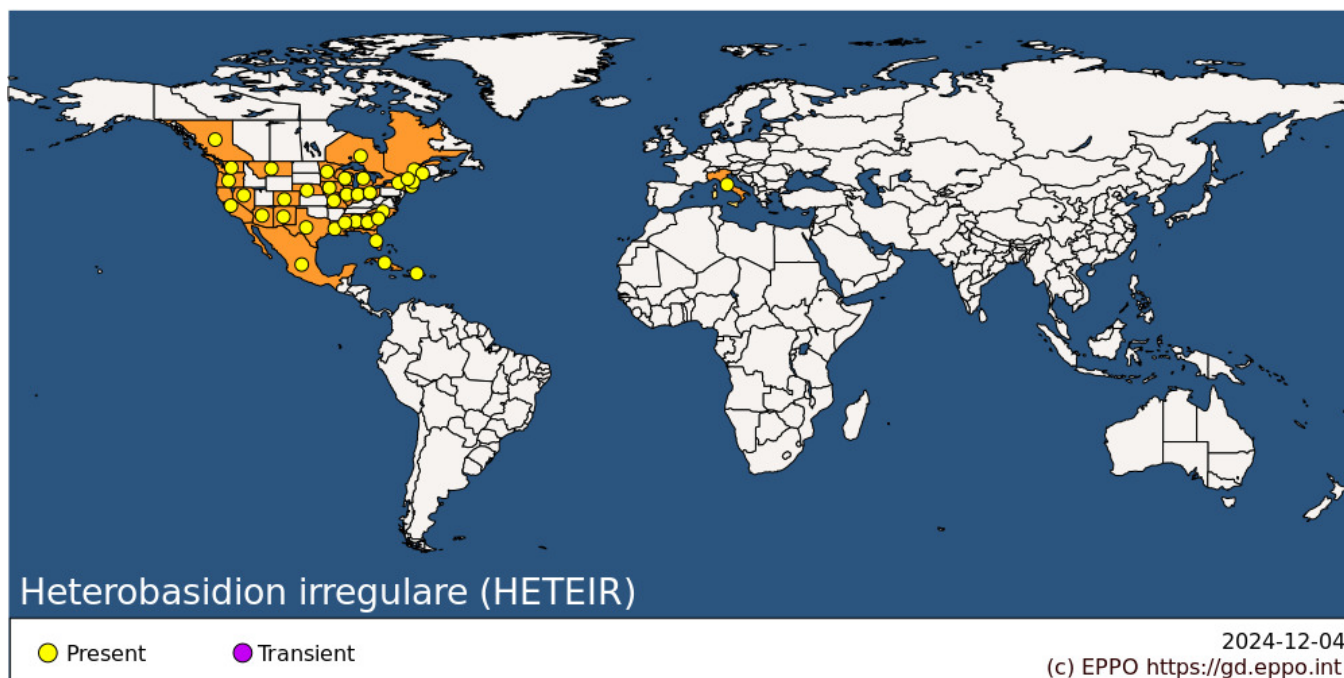 Heterobasidion irregulare (HETEIR)
Present
Transient
2024-12-04
(c) EPPO https://gd.eppo.int